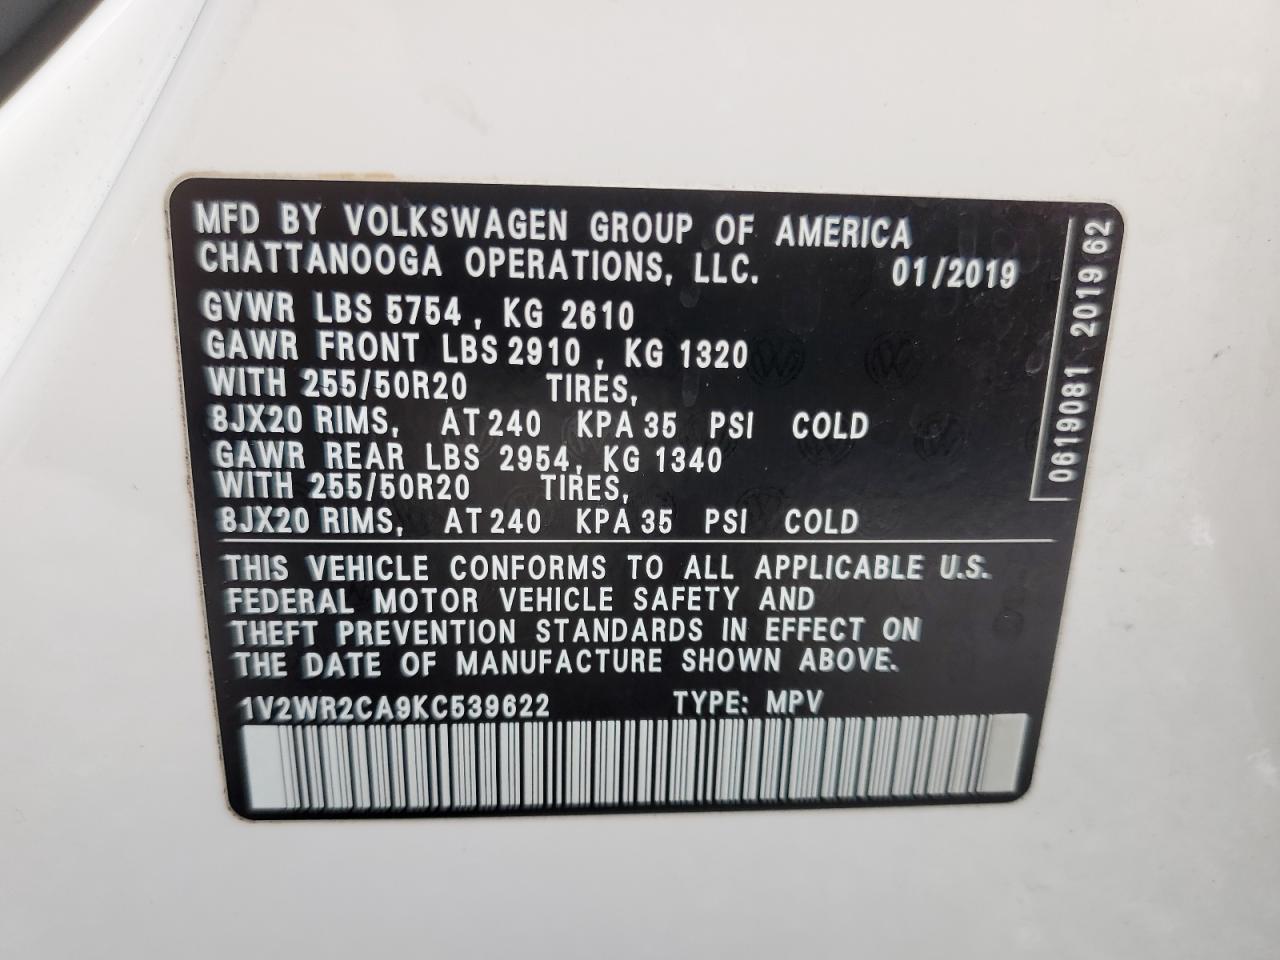 MFD BY VOLKSWAGEN GROUP OF AMERICA
CHATTANOOGA OPERATIONS, LLC. 01/2019
GVWR LBS 5754, KG 2610
GAWR FRONT LBS 2910, KG 1320
WITH 255/50R20 TIRES,
8JX20 RIMS, AT 240 KPA 35 PSI COLD
GAWR REAR LBS 2954, KG 1340
WITH 255/50R20 TIRES,
8JX20 RIMS, AT 240 KPA 35 PSI COLD
THIS VEHICLE CONFORMS TO ALL APPLICABLE U.S.
FEDERAL MOTOR VEHICLE SAFETY AND
THEFT PREVENTION STANDARDS IN EFFECT ON
THE DATE OF MANUFACTURE SHOWN ABOVE.
1V2WR2CA9KC539622 TYPE: MPV
0619081 2019 62